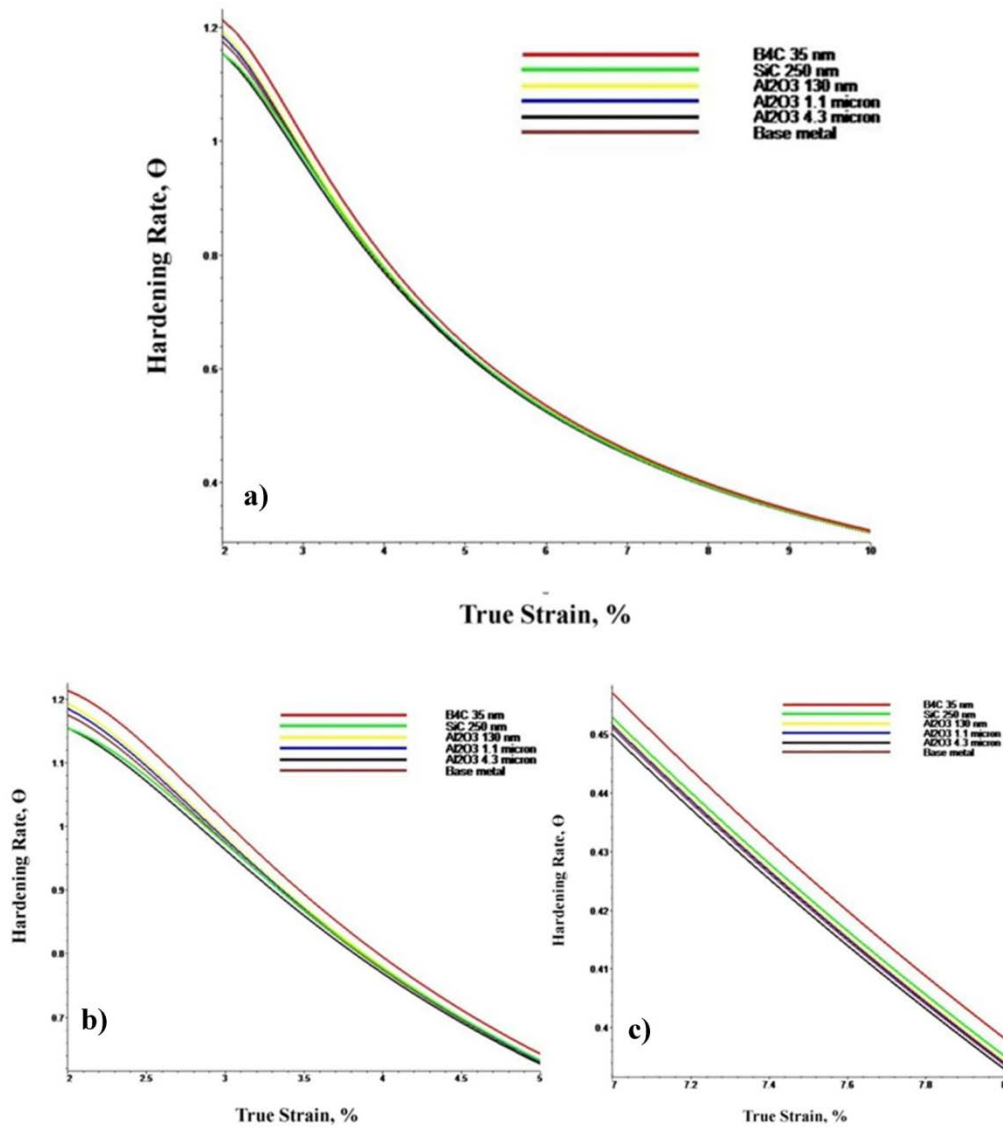 1.2
1
0.8
0.6
0.4
Hardening Rate, Ө
B4C 35 nm
SiC 250 nm
Al2O3 130 nm
Al2O3 1.1 micron
Al2O3 4.3 micron
Base metal
a)
2 3 4 5 6 7 8 9 10
True Strain, %
1.2
1.1
1
0.9
0.8
0.7
Hardening Rate, Ө
B4C 35 nm
SiC 250 nm
Al2O3 130 nm
Al2O3 1.1 micron
Al2O3 4.3 micron
Base metal
b)
2 2.5 3 3.5 4 4.5 5
True Strain, %
0.45
0.44
0.43
0.42
0.41
0.4
Hardening Rate, Ө
B4C 35 nm
SiC 250 nm
Al2O3 130 nm
Al2O3 1.1 micron
Al2O3 4.3 micron
Base metal
c)
7 7.2 7.4 7.6 7.8 8
True Strain, %